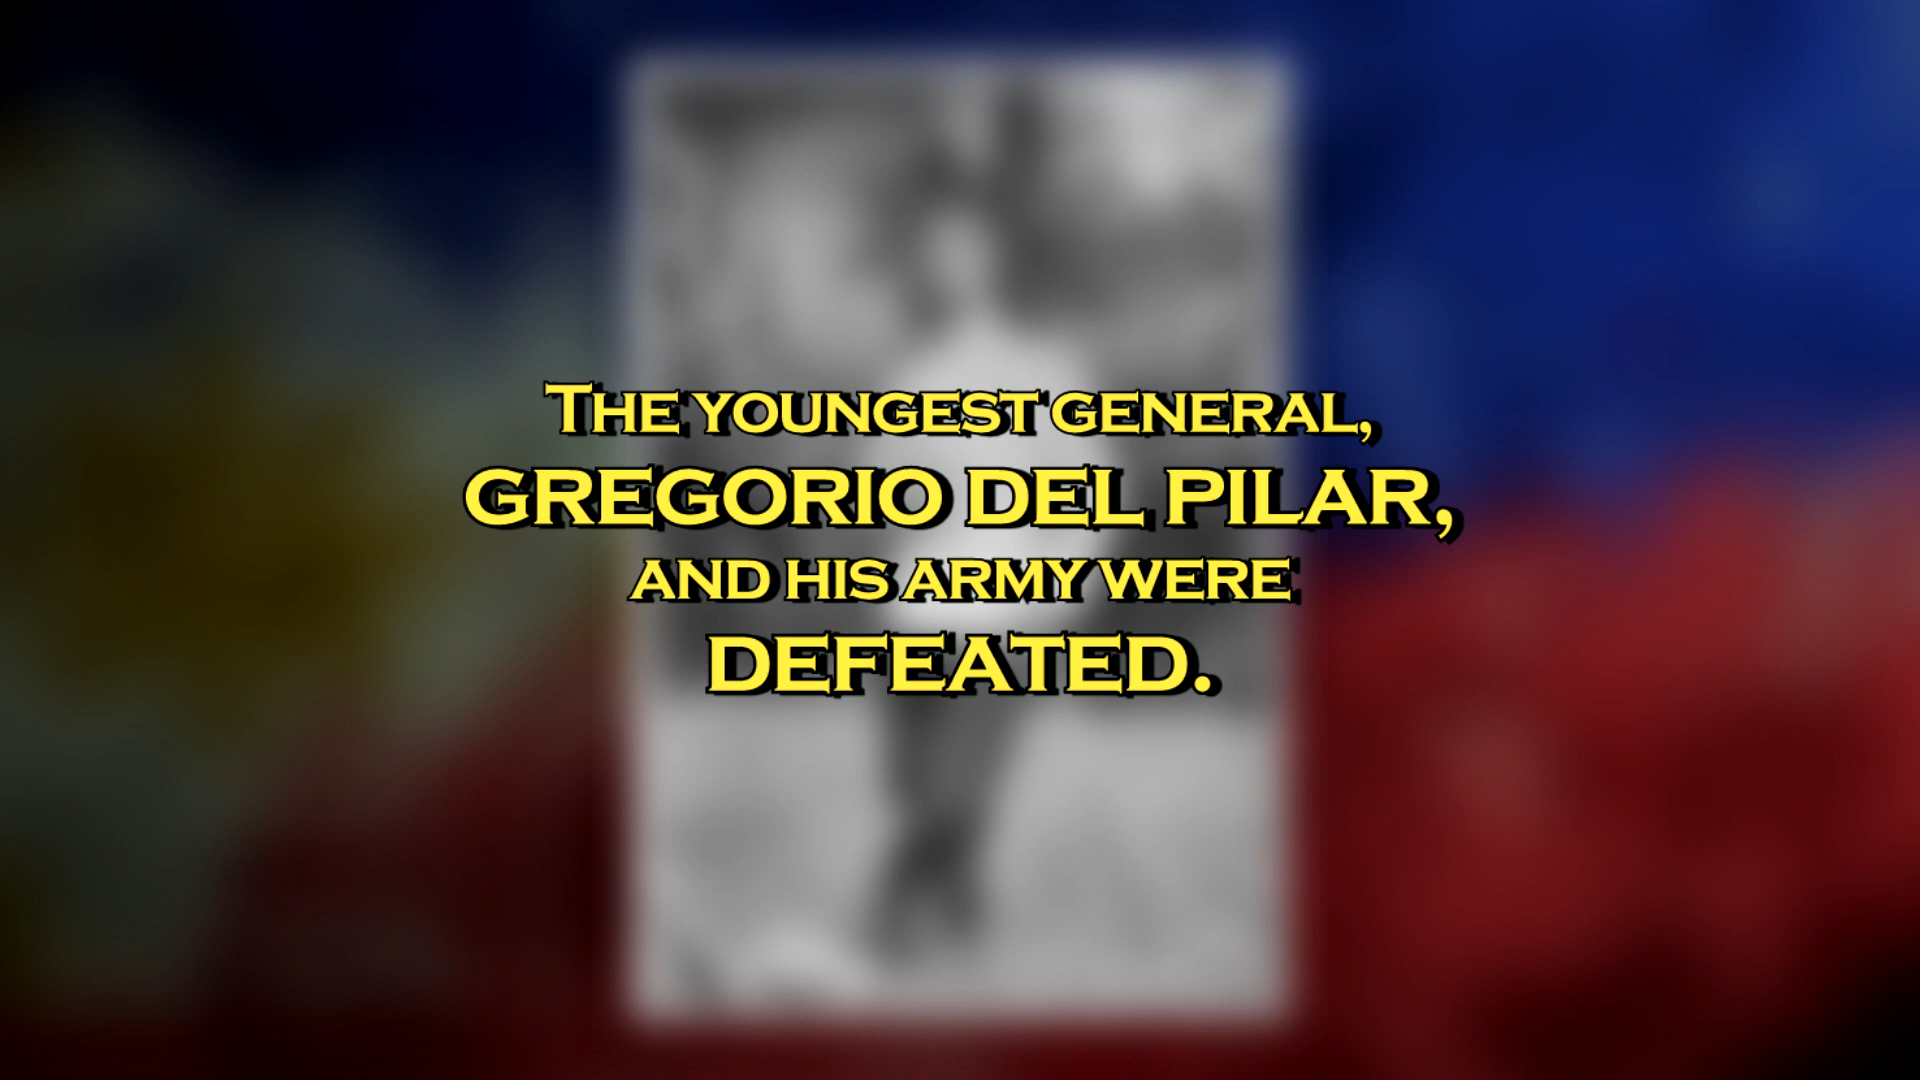 The youngest general,
GREGORIO DEL PILAR,
and his army were
DEFEATED.